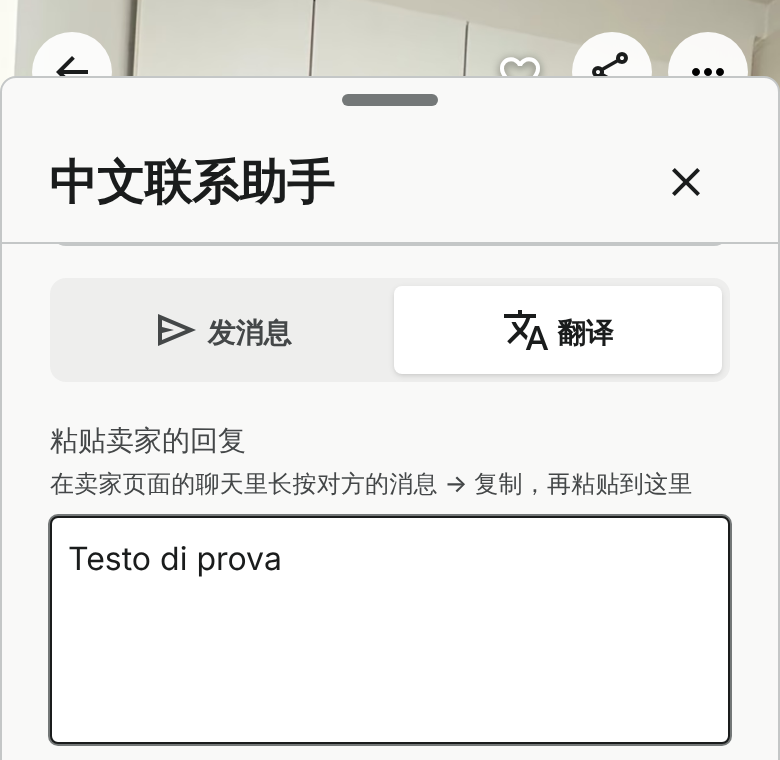 中文联系助手
发消息
翻译
粘贴卖家的回复
在卖家页面的聊天里长按对方的消息 → 复制，再粘贴到这里
Testo di prova